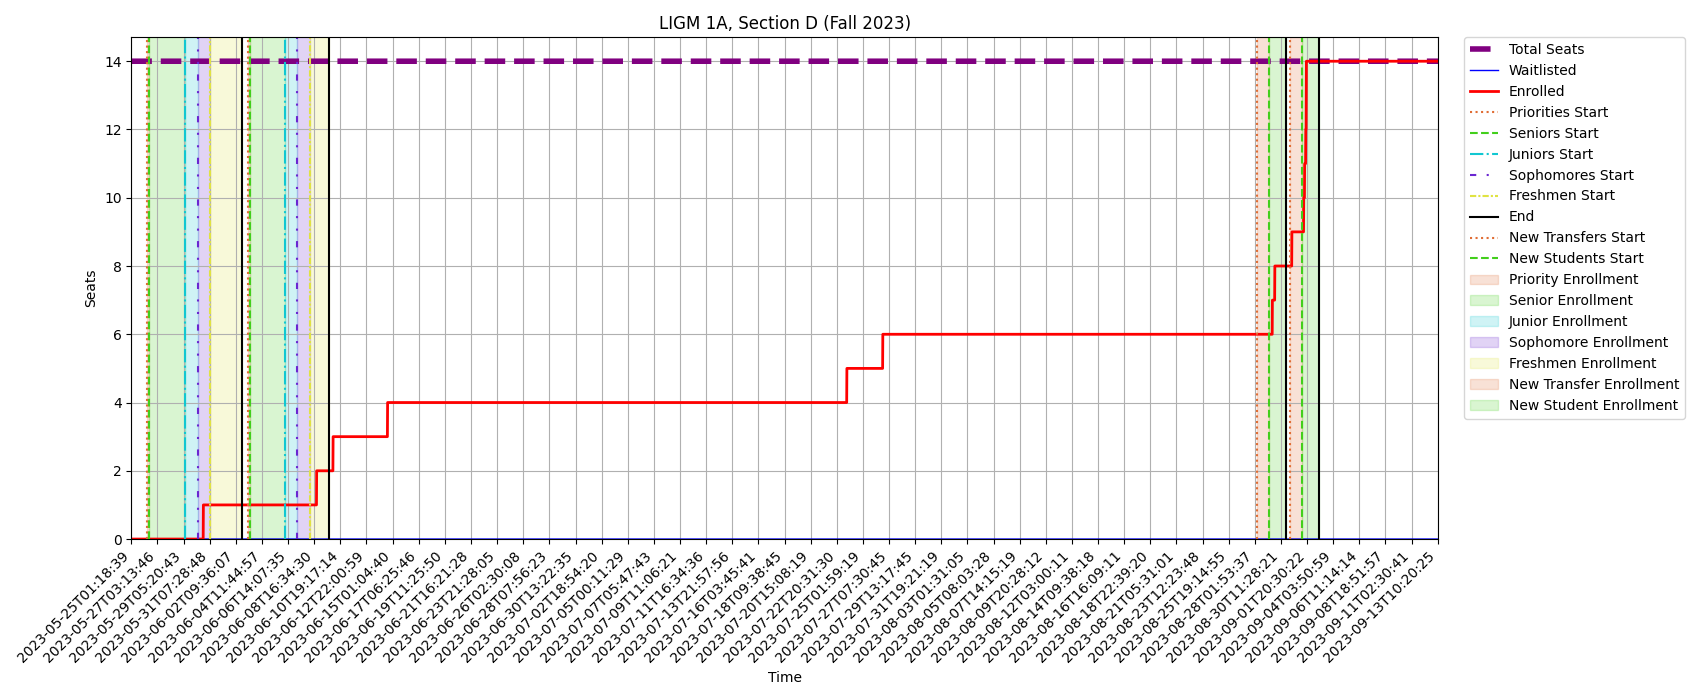 LIGM 1A, Section D (Fall 2023)
Seats
14
12
10
8
6
4
2
0
2023-05-25T01:18:39
2023-05-27T03:13:46
2023-05-29T05:20:43
2023-05-31T07:28:48
2023-06-02T09:36:07
2023-06-04T11:44:57
2023-06-06T14:07:35
2023-06-08T16:34:30
2023-06-10T19:17:14
2023-06-12T22:00:59
2023-06-15T01:04:40
2023-06-17T06:25:46
2023-06-19T11:25:50
2023-06-21T16:21:28
2023-06-23T21:28:05
2023-06-26T02:30:08
2023-06-28T07:56:23
2023-06-30T13:22:35
2023-07-02T18:54:20
2023-07-05T00:11:29
2023-07-07T05:47:43
2023-07-09T11:06:21
2023-07-11T16:34:36
2023-07-13T21:57:56
2023-07-16T03:45:41
2023-07-18T09:38:45
2023-07-20T15:08:19
2023-07-22T20:31:30
2023-07-25T01:59:19
2023-07-27T07:30:45
2023-07-29T13:17:45
2023-07-31T19:21:19
2023-08-03T01:31:05
2023-08-05T08:03:28
2023-08-07T14:15:19
2023-08-09T20:28:12
2023-08-12T03:00:11
2023-08-14T09:38:18
2023-08-16T16:09:11
2023-08-18T22:39:20
2023-08-21T05:31:01
2023-08-23T12:23:48
2023-08-25T19:14:55
2023-08-28T01:53:37
2023-08-30T11:28:21
2023-09-01T20:30:22
2023-09-04T03:50:59
2023-09-06T11:14:14
2023-09-08T18:51:57
2023-09-11T02:30:41
2023-09-13T10:20:25
Time
Total Seats
Waitlisted
Enrolled
Priorities Start
Seniors Start
Juniors Start
Sophomores Start
Freshmen Start
End
New Transfers Start
New Students Start
Priority Enrollment
Senior Enrollment
Junior Enrollment
Sophomore Enrollment
Freshmen Enrollment
New Transfer Enrollment
New Student Enrollment